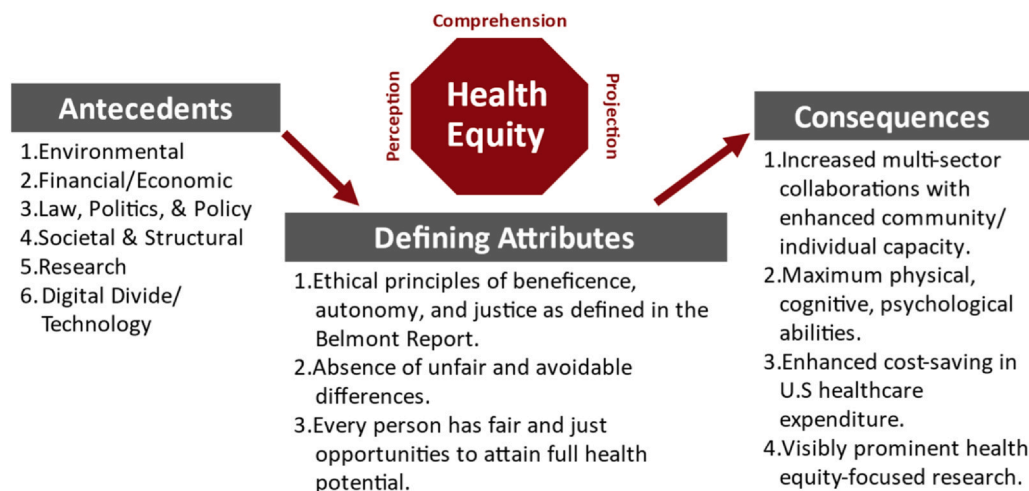 Comprehension
Perception
Health
Equity
Projection
Antecedents
1.Environmental
2.Financial/Economic
3.Law, Politics, & Policy
4.Societal & Structural
5.Research
6.Digital Divide/
Technology
Defining Attributes
1.Ethical principles of beneficence,
autonomy, and justice as defined in the
Belmont Report.
2.Absence of unfair and avoidable
differences.
3.Every person has fair and just
opportunities to attain full health
potential.
Consequences
1.Increased multi-sector
collaborations with
enhanced community/
individual capacity.
2.Maximum physical,
cognitive, psychological
abilities.
3.Enhanced cost-saving in
U.S healthcare
expenditure.
4.Visibly prominent health
equity-focused research.